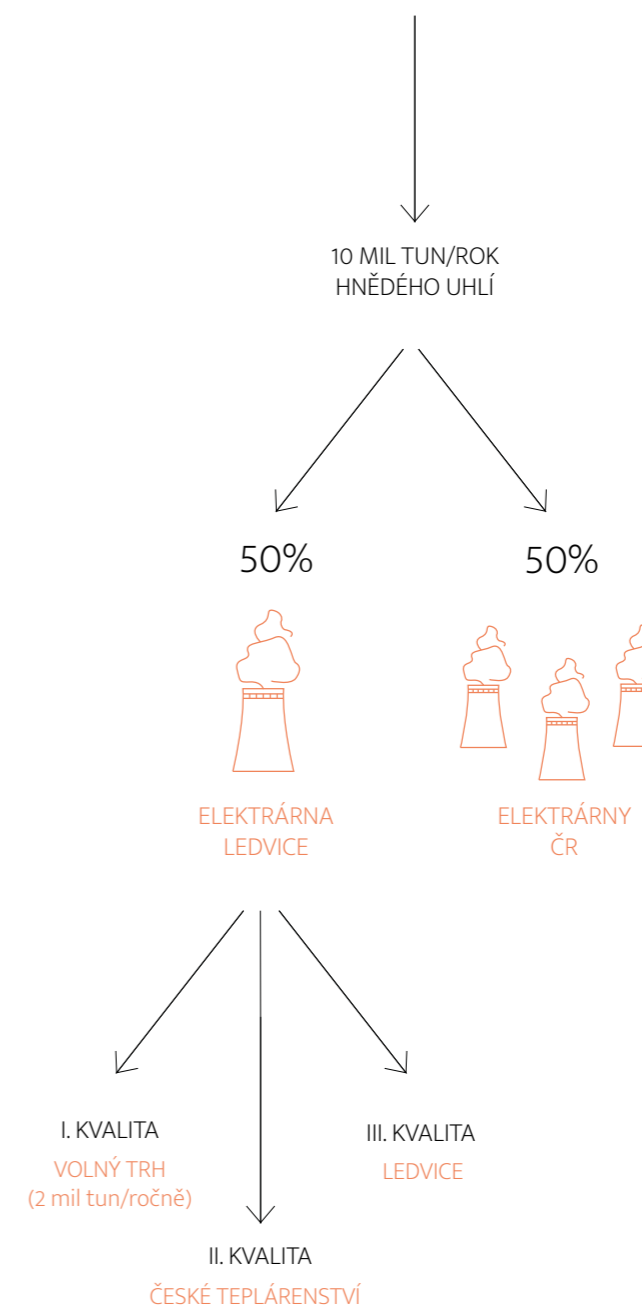 10 MIL TUN/ROK
HNĚDÉHO UHLÍ
50%
50%
ELEKTRÁRNA
LEDVICE
ELEKTRÁRNY
ČR
I. KVALITA
VOLNÝ TRH
(2 mil tun/ročně)
III. KVALITA
LEDVICE
II. KVALITA
ČESKÉ TEPLÁRENSTVÍ